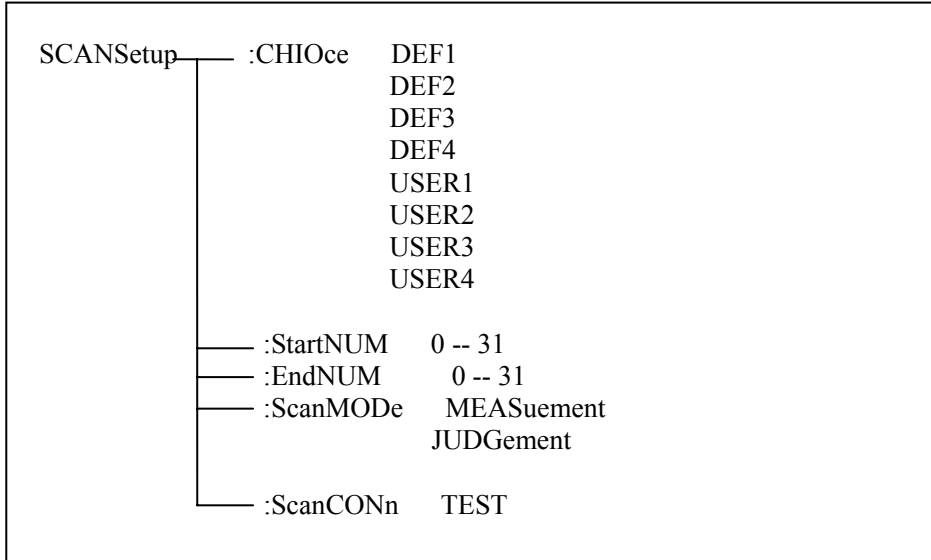 SCANSetup :CHIOce DEF1
DEF2
DEF3
DEF4
USER1
USER2
USER3
USER4
:StartNUM 0 -- 31
:EndNUM 0 -- 31
:ScanMODe MEASuement
JUDGement
:ScanCONn TEST